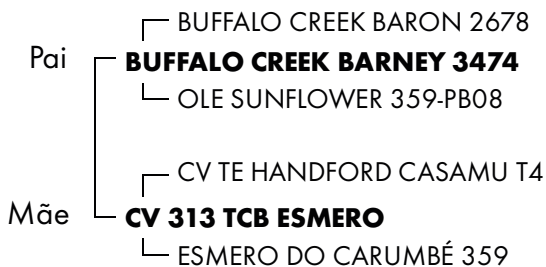 BUFFALO CREEK BARON 2678
Pai BUFFALO CREEK BARNEY 3474
OLE SUNFLOWER 359-PB08
CV TE HANDFORD CASAMU T4
Mãe CV 313 TCB ESMERO
ESMERO DO CARUMBÉ 359